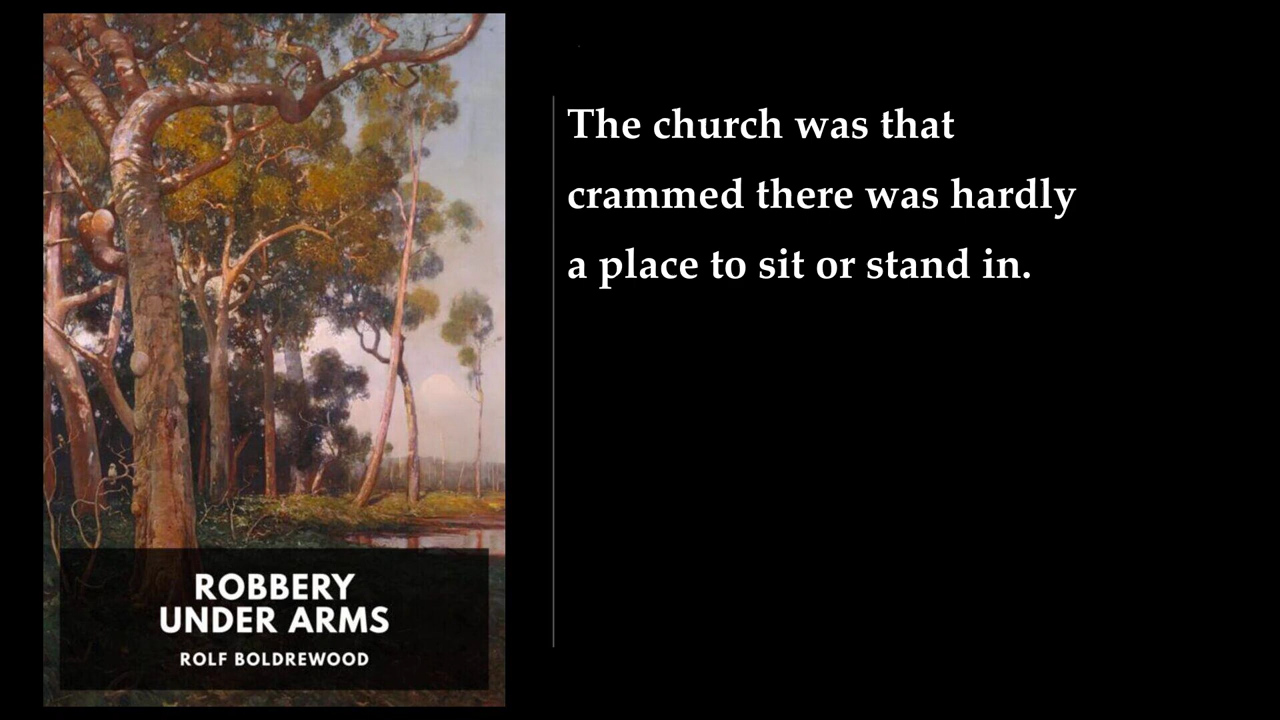 The church was that
crammed there was hardly
a place to sit or stand in.
ROBBERY
UNDER ARMS
ROLF BOLDREWOOD